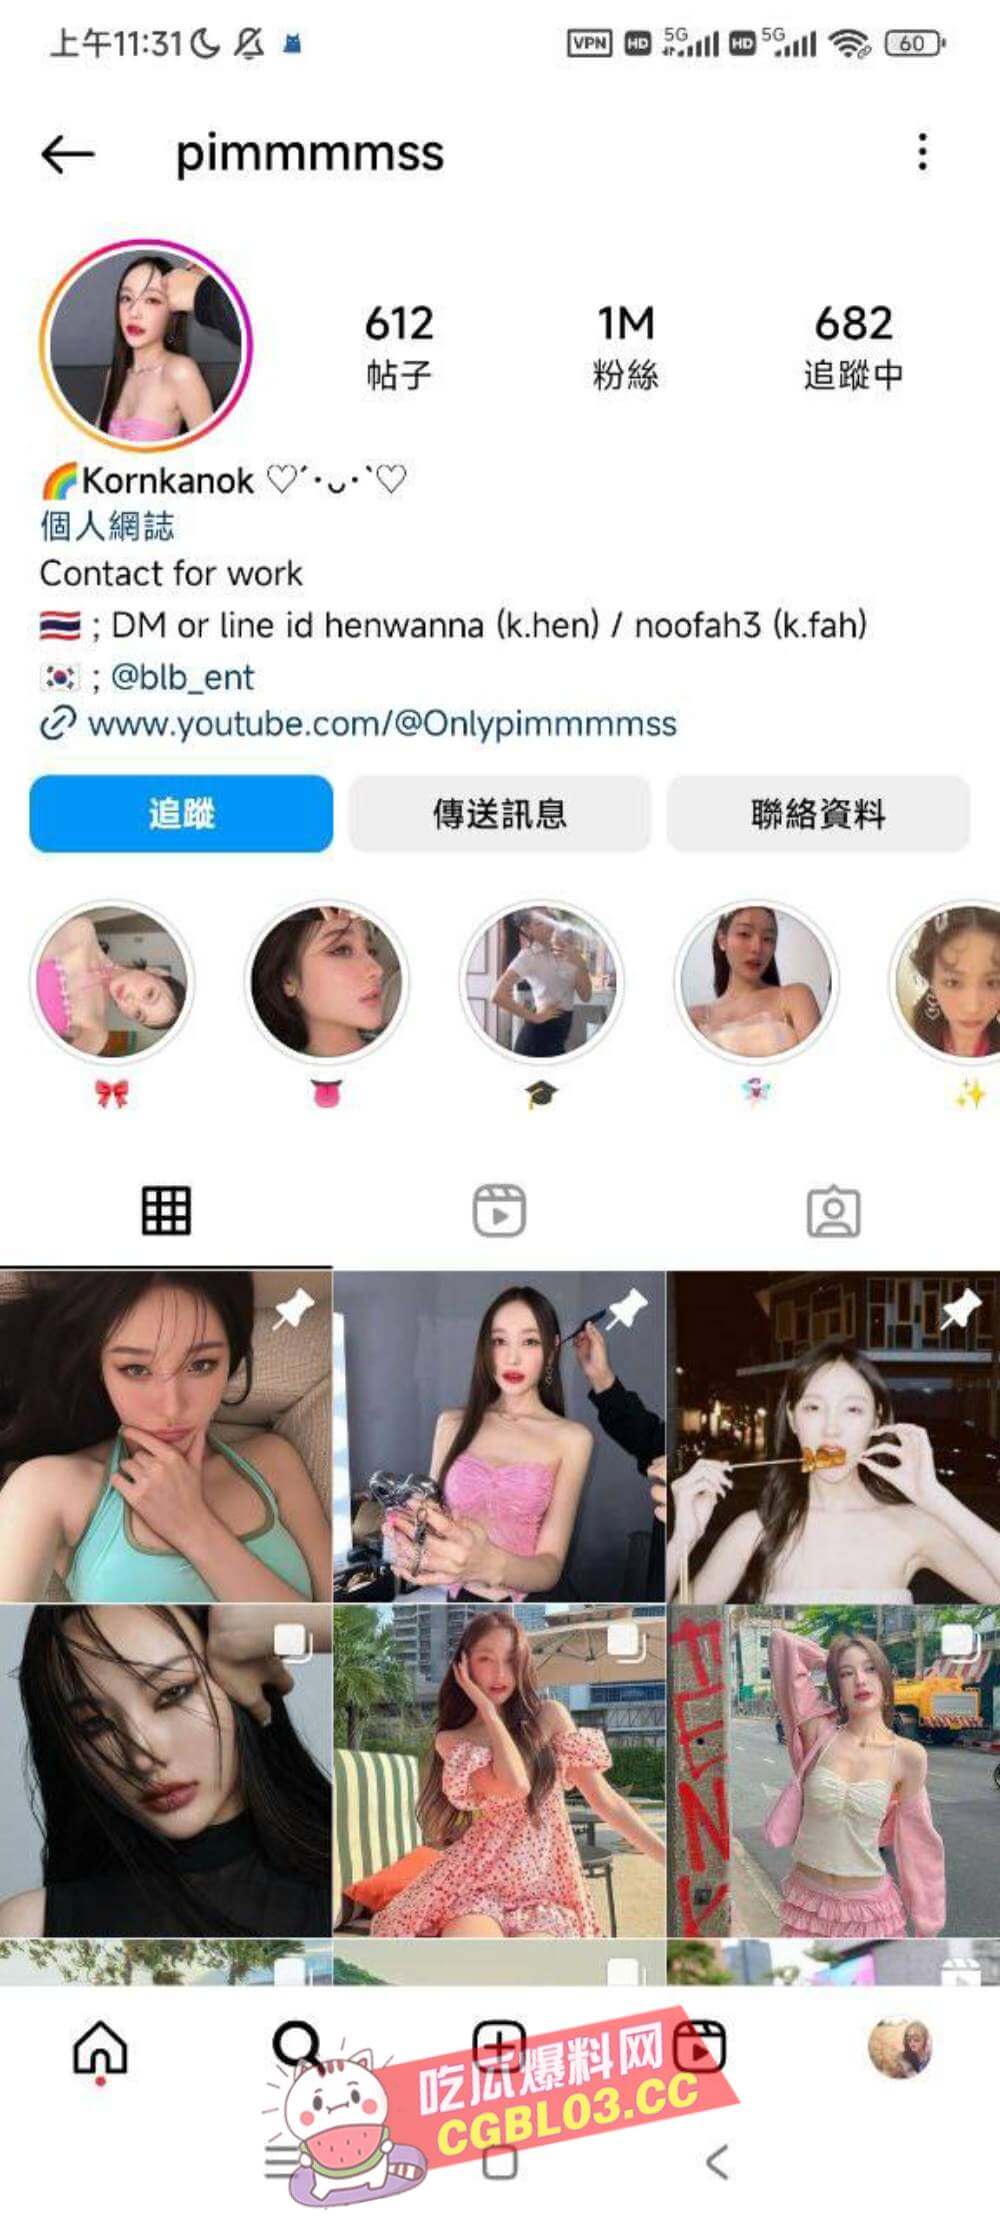 上午11:31
VPN HD 5G HD 5G 60
pimmmmss
612
帖子
1M
粉絲
682
追蹤中
🌈Kornkanok ♡´･ᴗ･`♡
個人網誌
Contact for work
🇹🇭 ; DM or line id henwanna (k.hen) / noofah3 (k.fah)
🇰🇷 ; @blb_ent
www.youtube.com/@Onlypimmmmss
追蹤
傳送訊息
聯絡資料
🎀
👅
🎓
🧚‍♀️
✨
FENX
吃瓜爆料网
CGBL03.CC